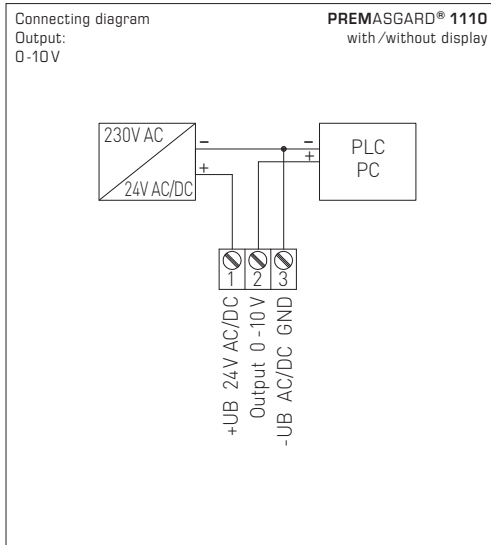 Connecting diagram
Output:
0-10V
PREMASGARD® 1110
with/without display
230V AC
24V AC/DC
–
+
–
+
PLC
PC
1 2 3
+UB 24V AC/DC
Output 0-10V
-UB AC/DC GND